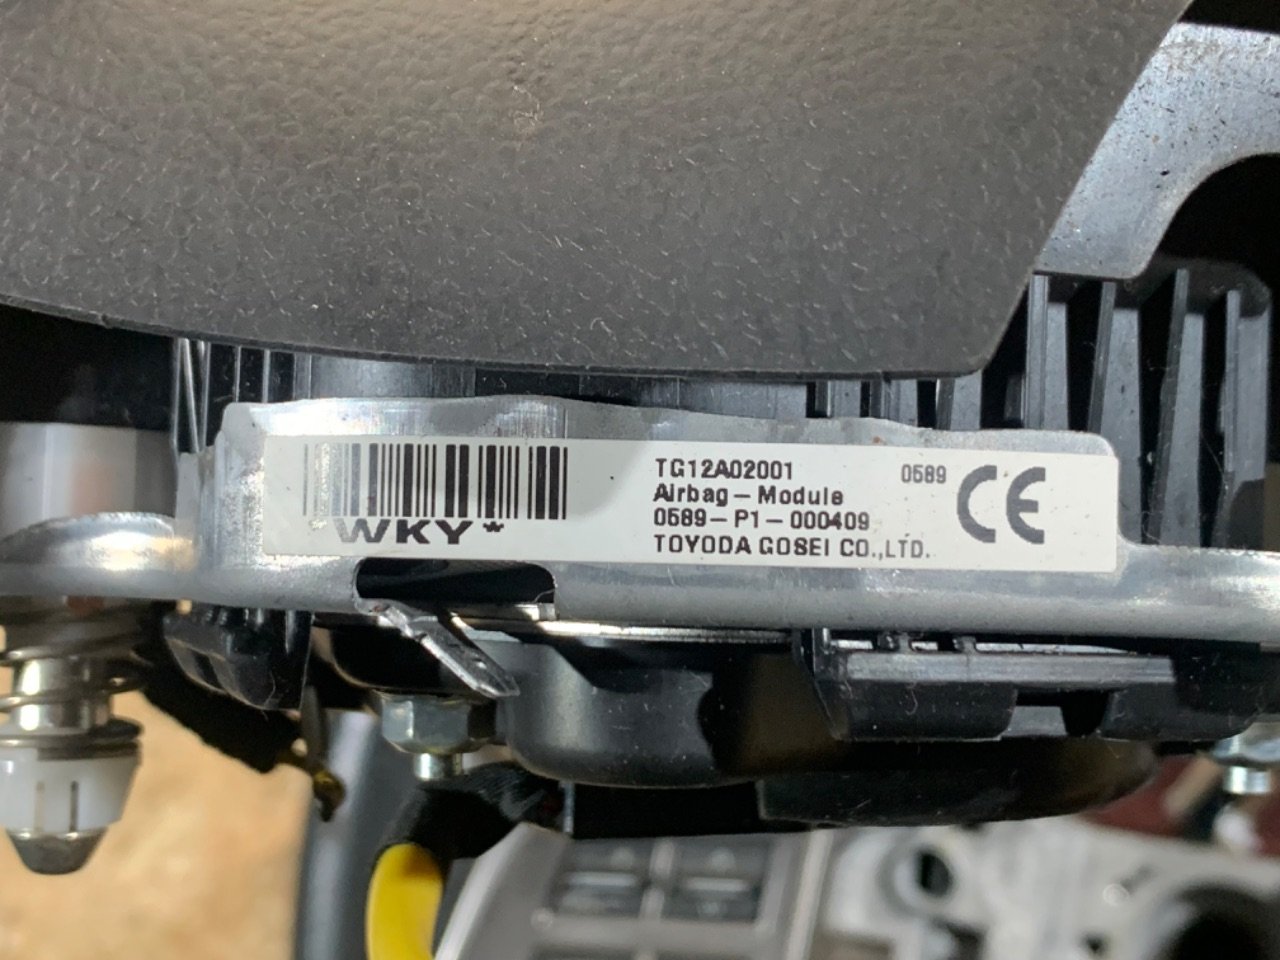 WKY*
TG12A02001
Airbag-Module
0589-P1-000409
TOYODA GOSEI CO.,LTD.
0589
CE